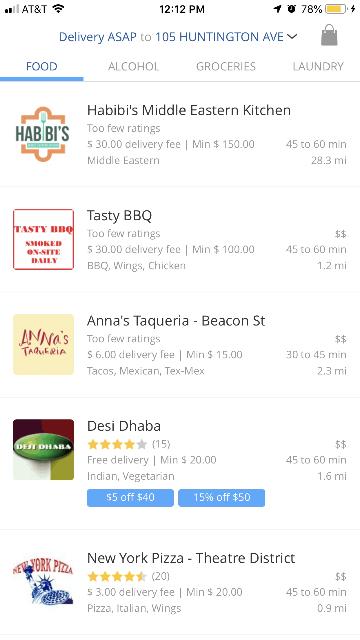 AT&T 12:12 PM 78%
Delivery ASAP to 105 HUNTINGTON AVE
FOOD ALCOHOL GROCERIES LAUNDRY
HABIBI'S
Habibi's Middle Eastern Kitchen
Too few ratings
$ 30.00 delivery fee | Min $ 150.00 45 to 60 min
Middle Eastern 28.3 mi
TASTY BBQ
SMOKED
ON-SITE
DAILY
Tasty BBQ
Too few ratings $$
$ 30.00 delivery fee | Min $ 100.00 45 to 60 min
BBQ, Wings, Chicken 1.2 mi
ANNA'S
TAQUERIA
Anna's Taqueria - Beacon St
Too few ratings $$
$ 6.00 delivery fee | Min $ 15.00 30 to 45 min
Tacos, Mexican, Tex-Mex 2.3 mi
DESI DHABA
Desi Dhaba
(15) $$
Free delivery | Min $ 20.00 45 to 60 min
Indian, Vegetarian 1.6 mi
$5 off $40 15% off $50
NEW YORK PIZZA
New York Pizza - Theatre District
(20) $$
$ 3.00 delivery fee | Min $ 20.00 45 to 60 min
Pizza, Italian, Wings 0.9 mi